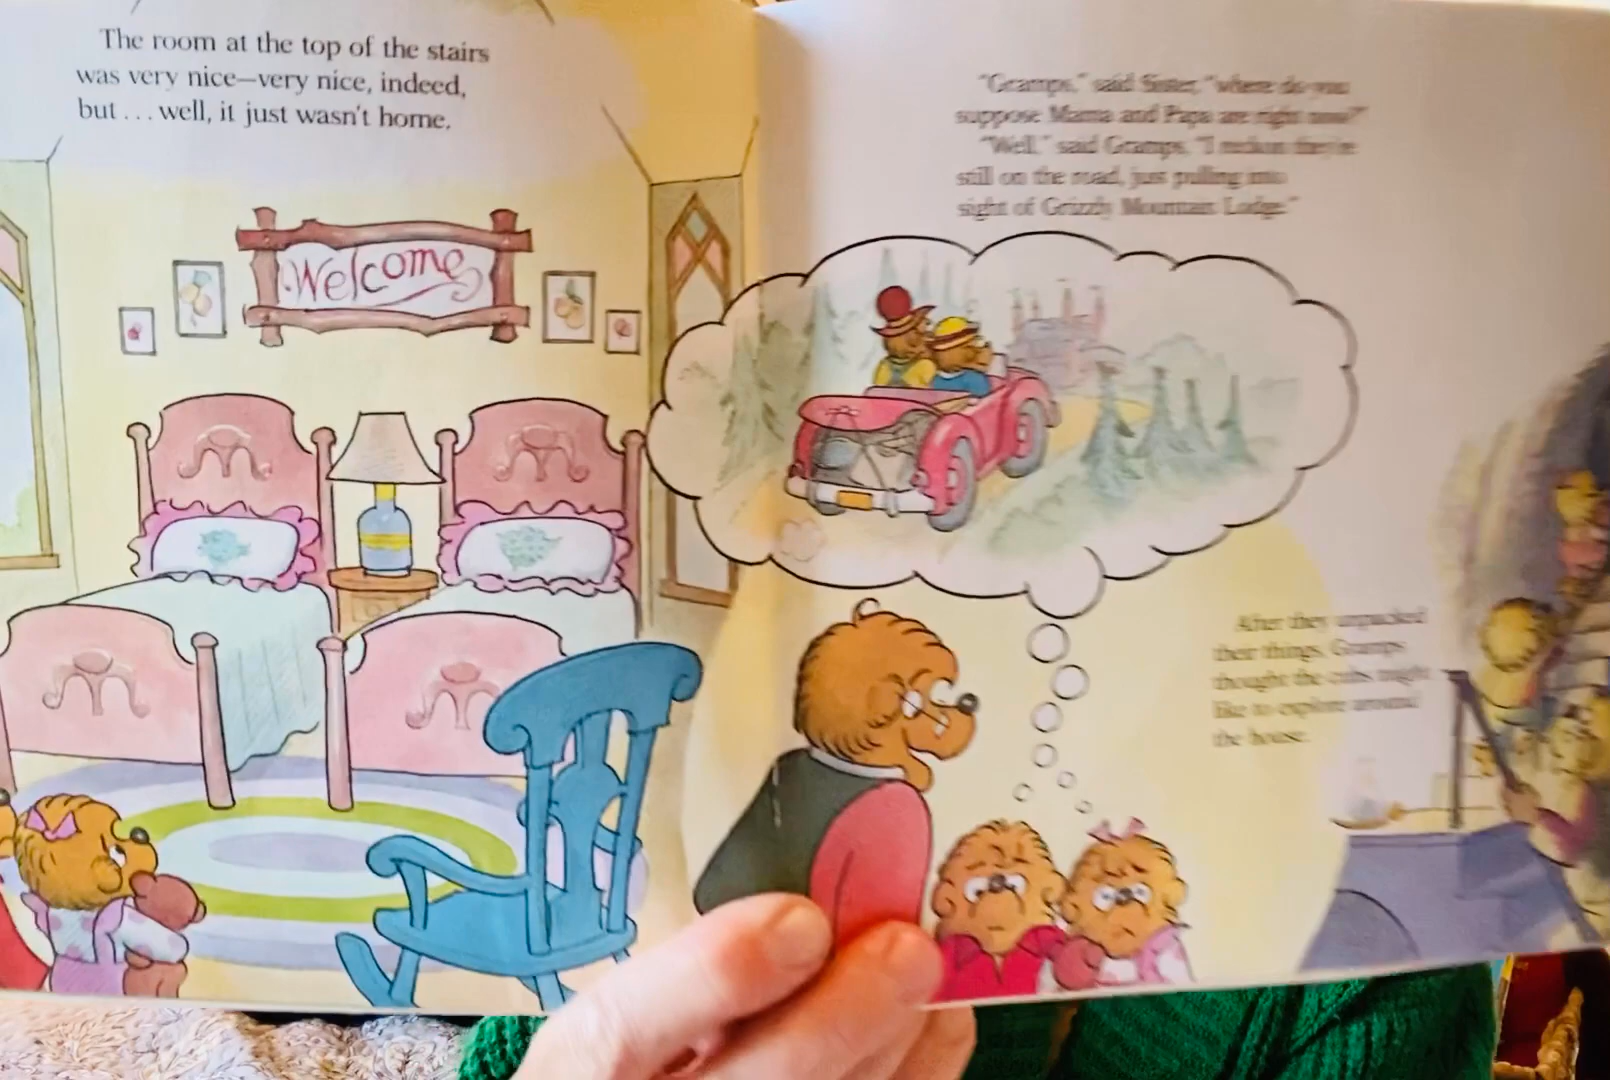 The room at the top of the stairs
was very nice—very nice, indeed,
but . . . well, it just wasn't home.
Welcome
"Gramps," said Sister, "where do you
suppose Mama and Papa are right now?"
"Well," said Gramps, "I reckon they're
still on the road, just pulling into
sight of Grizzly Mountain Lodge."
After they unpacked
their things, Gramps
thought the cubs might
like to explore around
the house.